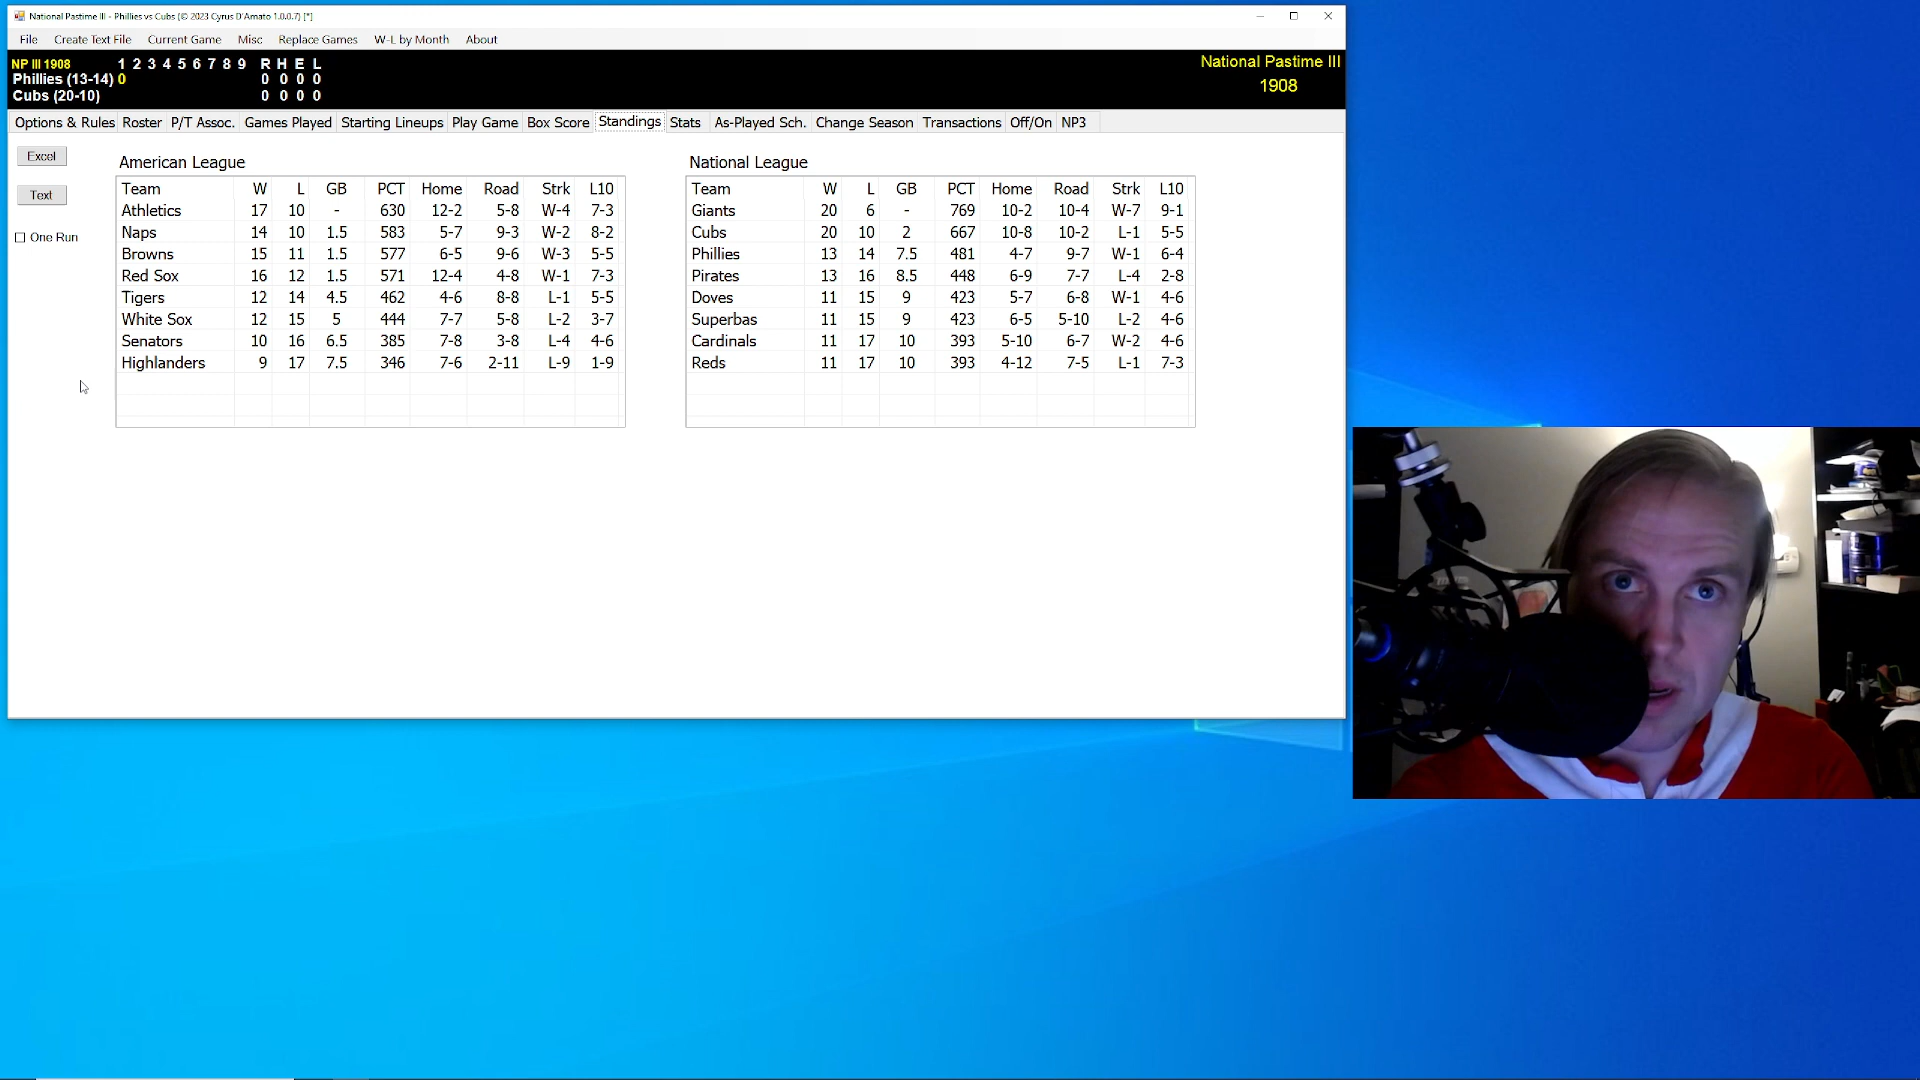 National Pastime III - Phillies vs Cubs (© 2023 Cyrus D'Amato 1.0.0.7) [*]
File Create Text File Current Game Misc Replace Games W-L by Month About
NP III 1908 1 2 3 4 5 6 7 8 9 R H E L
Phillies (13-14) 0 0 0 0 0
Cubs (20-10) 0 0 0 0
National Pastime III
1908
Options & Rules Roster P/T Assoc. Games Played Starting Lineups Play Game Box Score Standings Stats As-Played Sch. Change Season Transactions Off/On NP3
Excel
Text
One Run
American League
Team W L GB PCT Home Road Strk L10
Athletics 17 10 - 630 12-2 5-8 W-4 7-3
Naps 14 10 1.5 583 5-7 9-3 W-2 8-2
Browns 15 11 1.5 577 6-5 9-6 W-3 5-5
Red Sox 16 12 1.5 571 12-4 4-8 W-1 7-3
Tigers 12 14 4.5 462 4-6 8-8 L-1 5-5
White Sox 12 15 5 444 7-7 5-8 L-2 3-7
Senators 10 16 6.5 385 7-8 3-8 L-4 4-6
Highlanders 9 17 7.5 346 7-6 2-11 L-9 1-9
National League
Team W L GB PCT Home Road Strk L10
Giants 20 6 - 769 10-2 10-4 W-7 9-1
Cubs 20 10 2 667 10-8 10-2 L-1 5-5
Phillies 13 14 7.5 481 4-7 9-7 W-1 6-4
Pirates 13 16 8.5 448 6-9 7-7 L-4 2-8
Doves 11 15 9 423 5-7 6-8 W-1 4-6
Superbas 11 15 9 423 6-5 5-10 L-2 4-6
Cardinals 11 17 10 393 5-10 6-7 W-2 4-6
Reds 11 17 10 393 4-12 7-5 L-1 7-3